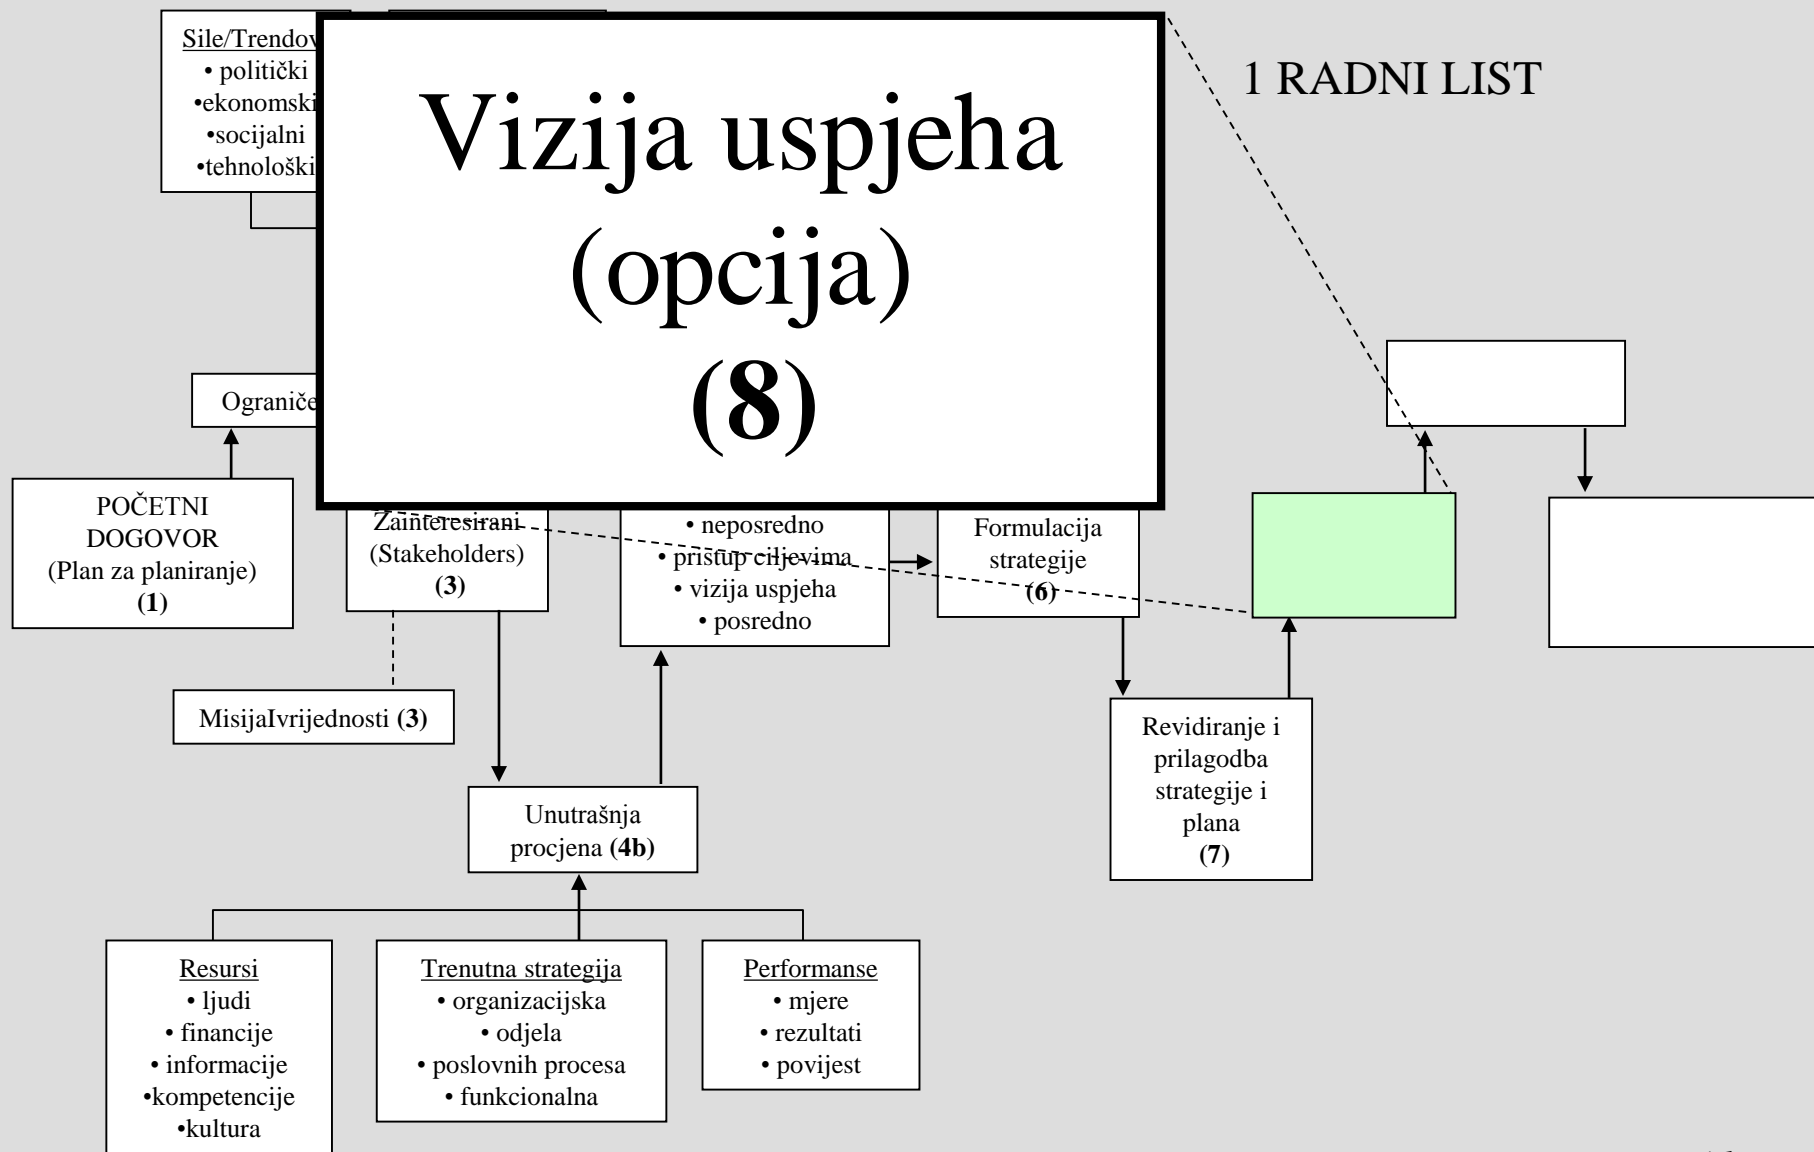 Sile/Trendov
• politički
•ekonomski
•socijalni
•tehnološki
Vizija uspjeha
(opcija)
(8)
1 RADNI LIST
Ograniče
POČETNI
DOGOVOR
(Plan za planiranje)
(1)
Zainteresirani
(Stakeholders)
(3)
• neposredno
• pristup ciljevima
• vizija uspjeha
• posredno
Formulacija
strategije
(6)
MisijaIvrijednosti (3)
Revidiranje i
prilagodba
strategije i
plana
(7)
Unutrašnja
procjena (4b)
Resursi
• ljudi
• financije
• informacije
•kompetencije
•kultura
Trenutna strategija
• organizacijska
• odjela
• poslovnih procesa
• funkcionalna
Performanse
• mjere
• rezultati
• povijest